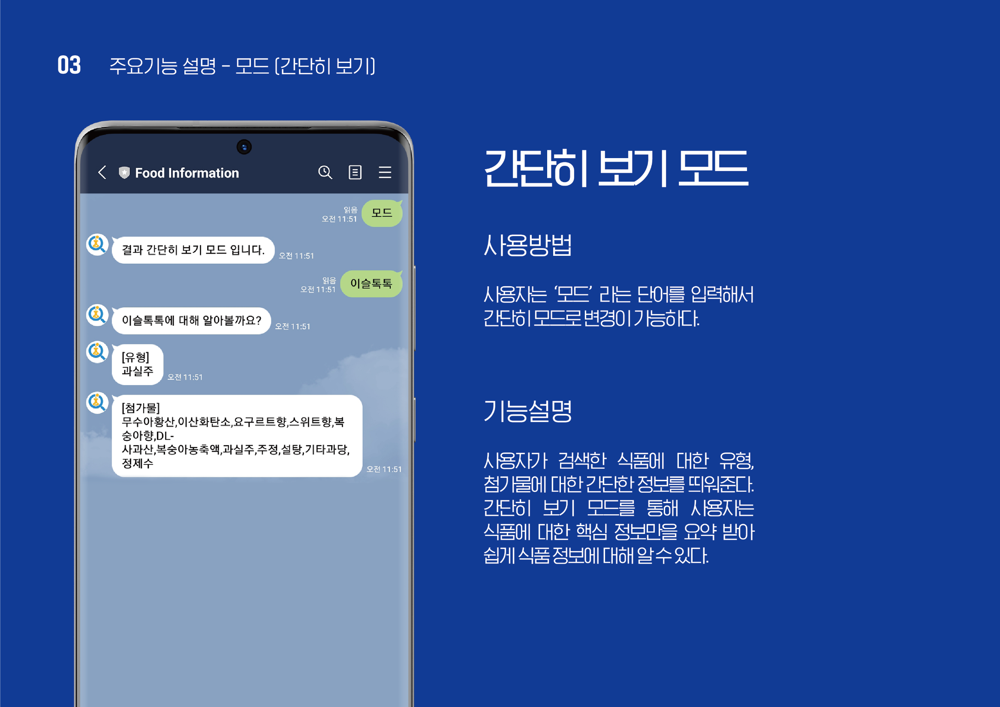 03 주요기능 설명 - 모드 (간단히 보기)
Food Information
모드
읽음
오전 11:51
결과 간단히 보기 모드 입니다.
오전 11:51
이슬톡톡
읽음
오전 11:51
이슬톡톡에 대해 알아볼까요?
오전 11:51
[유형]
과실주
오전 11:51
[첨가물]
무수아황산,이산화탄소,요구르트향,스위트향,복
숭아향,DL-
사과산,복숭아농축액,과실주,주정,설탕,기타과당,
정제수
오전 11:51
간단히 보기 모드
사용방법
사용자는 ‘모드’ 라는 단어를 입력해서
간단히 모드로 변경이 가능하다.
기능설명
사용자가 검색한 식품에 대한 유형,
첨가물에 대한 간단한 정보를 띄워준다.
간단히 보기 모드를 통해 사용자는
식품에 대한 핵심 정보만을 요약 받아
쉽게 식품 정보에 대해 알 수 있다.